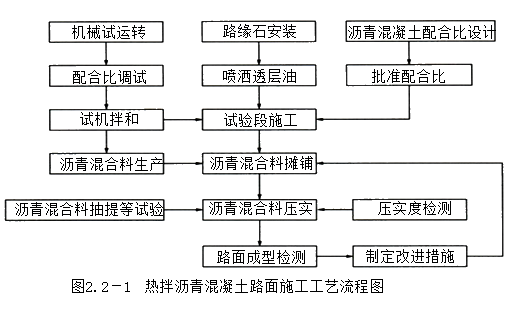 机械试运转
路缘石安装
沥青混凝土配合比设计
配合比调试
喷洒透层油
批准配合比
试机拌和
试验段施工
沥青混合料生产
沥青混合料摊铺
沥青混合料抽提等试验
沥青混合料压实
压实度检测
路面成型检测
制定改进措施
图2.2－1 热拌沥青混凝土路面施工工艺流程图